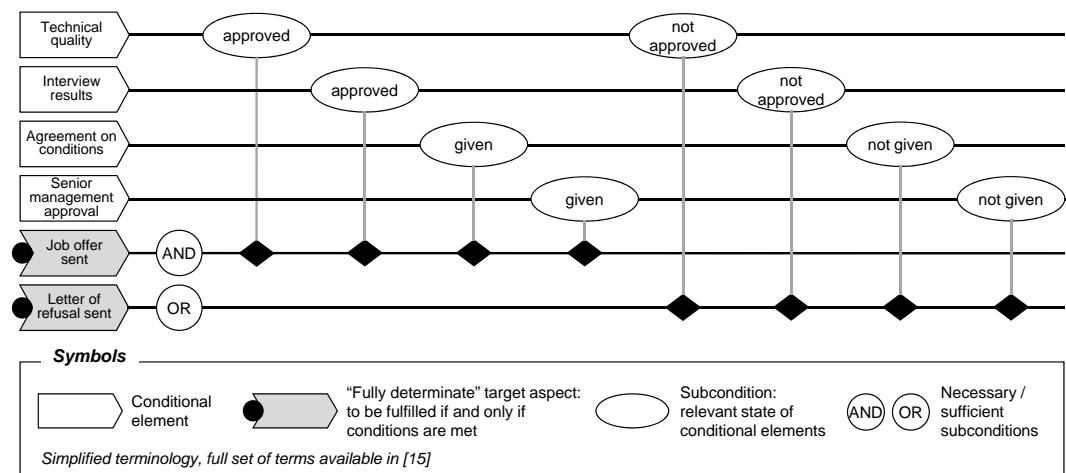 Technical
quality
approved
not
approved
Interview
results
approved
not
approved
Agreement on
conditions
given
not given
Senior
management
approval
given
not given
Job offer
sent
AND
Letter of
refusal sent
OR
Symbols
Conditional
element
“Fully determinate” target aspect:
to be fulfilled if and only if
conditions are met
Subcondition:
relevant state of
conditional elements
AND OR
Necessary /
sufficient
subconditions
Simplified terminology, full set of terms available in [15]